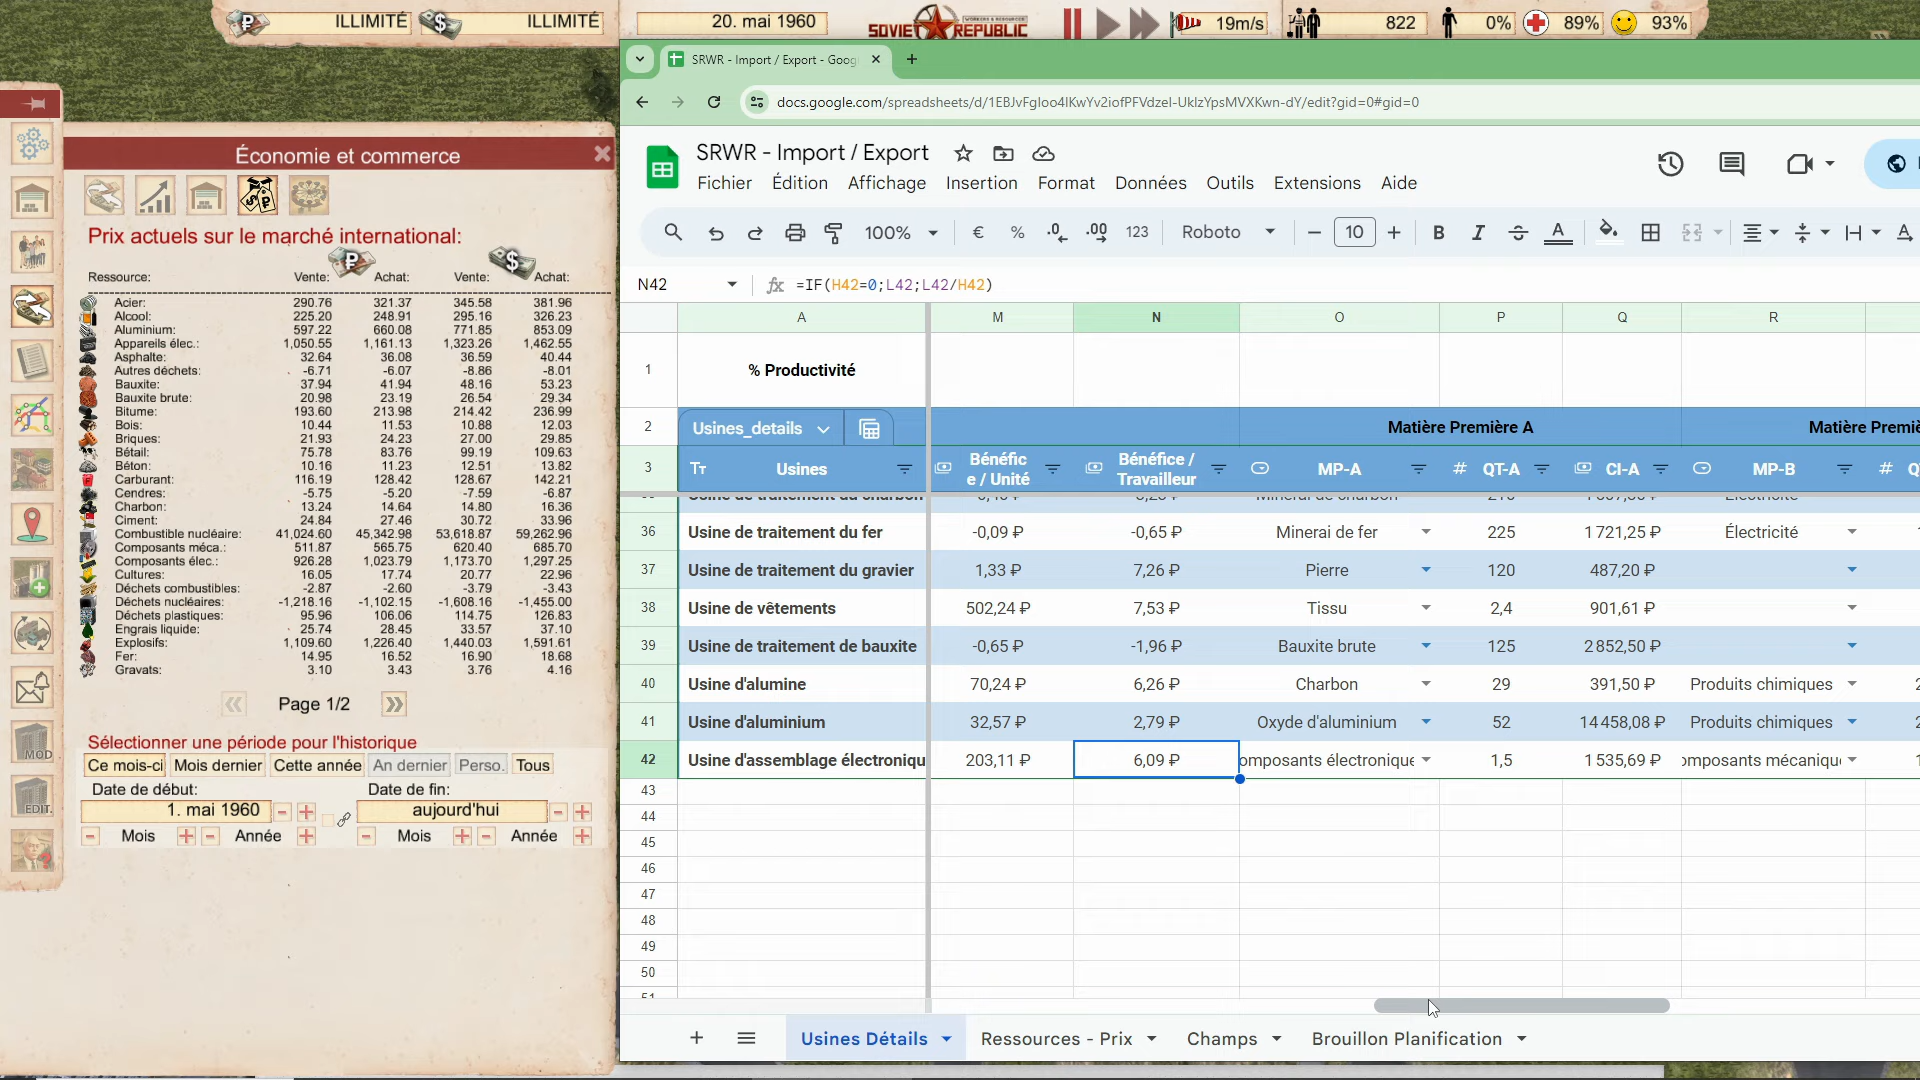 ILLIMITÉ
ILLIMITÉ
20. mai 1960
WORKERS & RESOURCES
SOVIET REPUBLIC
19m/s
822
0%
89%
93%
SRWR - Import / Export - Goog
docs.google.com/spreadsheets/d/1EBJvFgIoo4lKwYv2iofPFVdzel-UklzYpsMVXKwn-dY/edit?gid=0#gid=0
SRWR - Import / Export
Fichier Édition Affichage Insertion Format Données Outils Extensions Aide
100% € % .0 .00 123 Roboto 10 B I A
N42 fx =IF(H42=0;L42;L42/H42)
A M N O P Q R
1 % Productivité
2 Usines_details Matière Première A Matière Premiè
3 Tт Usines Bénéfice / Unité Bénéfice / Travailleur MP-A # QT-A CI-A MP-B #
36 Usine de traitement du fer -0,09 ₽ -0,65 ₽ Minerai de fer 225 1 721,25 ₽ Électricité
37 Usine de traitement du gravier 1,33 ₽ 7,26 ₽ Pierre 120 487,20 ₽
38 Usine de vêtements 502,24 ₽ 7,53 ₽ Tissu 2,4 901,61 ₽
39 Usine de traitement de bauxite -0,65 ₽ -1,96 ₽ Bauxite brute 125 2 852,50 ₽
40 Usine d'alumine 70,24 ₽ 6,26 ₽ Charbon 29 391,50 ₽ Produits chimiques
41 Usine d'aluminium 32,57 ₽ 2,79 ₽ Oxyde d'aluminium 52 14 458,08 ₽ Produits chimiques
42 Usine d'assemblage électroniqu 203,11 ₽ 6,09 ₽ omposants électronique 1,5 1 535,69 ₽ omposants mécaniqu
43
44
45
46
47
48
49
50
51
Usines Détails Ressources - Prix Champs Brouillon Planification
Économie et commerce
Prix actuels sur le marché international:
Ressource: Vente: Achat: Vente: Achat:
Acier: 290.76 321.37 345.58 381.96
Alcool: 225.20 248.91 295.16 326.23
Aluminium: 597.22 660.08 771.85 853.09
Appareils élec.: 1,050.55 1,161.13 1,323.26 1,462.55
Asphalte: 32.64 36.08 36.59 40.44
Autres déchets: -6.71 -6.07 -8.86 -8.01
Bauxite: 37.94 41.94 48.16 53.23
Bauxite brute: 20.98 23.19 26.54 29.34
Bitume: 193.60 213.98 214.42 236.99
Bois: 10.44 11.53 10.88 12.03
Briques: 21.93 24.23 27.00 29.85
Bétail: 75.78 83.76 99.19 109.63
Béton: 10.16 11.23 12.51 13.82
Carburant: 116.19 128.42 128.67 142.21
Cendres: -5.75 -5.20 -7.59 -6.87
Charbon: 13.24 14.64 14.80 16.36
Ciment: 24.84 27.46 30.72 33.96
Combustible nucléaire: 41,024.60 45,342.98 53,618.87 59,262.96
Composants méca.: 511.87 565.75 620.40 685.70
Composants élec.: 926.28 1,023.79 1,173.70 1,297.25
Cultures: 16.05 17.74 20.77 22.96
Déchets combustibles: -2.87 -2.60 -3.79 -3.43
Déchets nucléaires: -1,218.16 -1,102.15 -1,608.16 -1,455.00
Déchets plastiques: 95.96 106.06 114.75 126.83
Engrais liquide: 25.74 28.45 33.57 37.10
Explosifs: 1,109.60 1,226.40 1,440.03 1,591.61
Fer: 14.95 16.52 16.90 18.68
Gravats: 3.10 3.43 3.76 4.16
Page 1/2
Sélectionner une période pour l'historique
Ce mois-ci Mois dernier Cette année An dernier Perso. Tous
Date de début: Date de fin:
1. mai 1960 aujourd'hui
Mois Année Mois Année
MOD
EDIT.